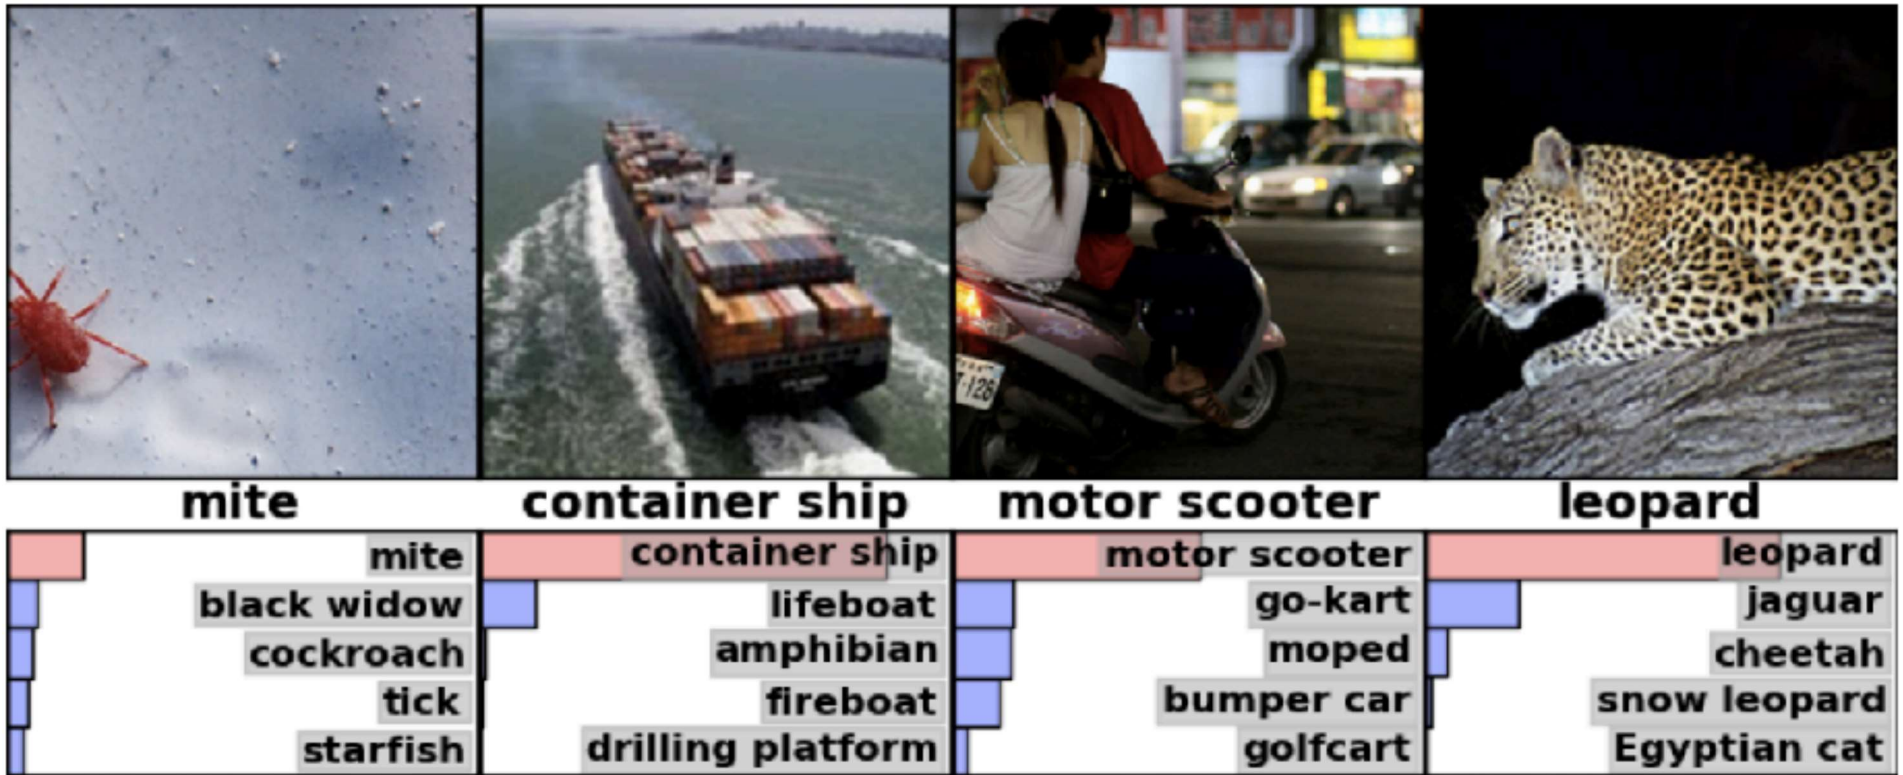 T-128
mite
container ship
motor scooter
leopard
mite
black widow
cockroach
tick
starfish
container ship
lifeboat
amphibian
fireboat
drilling platform
motor scooter
go-kart
moped
bumper car
golfcart
leopard
jaguar
cheetah
snow leopard
Egyptian cat